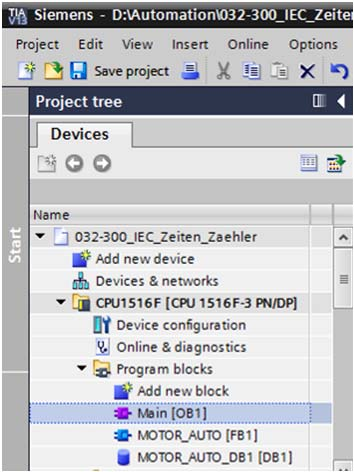 TIA V13 Siemens - D:\Automation\032-300_IEC_Zeiten
Project Edit View Insert Online Options
Save project
Project tree
Devices
Start
Name
032-300_IEC_Zeiten_Zaehler
Add new device
Devices & networks
CPU1516F [CPU 1516F-3 PN/DP]
Device configuration
Online & diagnostics
Program blocks
Add new block
Main [OB1]
MOTOR_AUTO [FB1]
MOTOR_AUTO_DB1 [DB1]